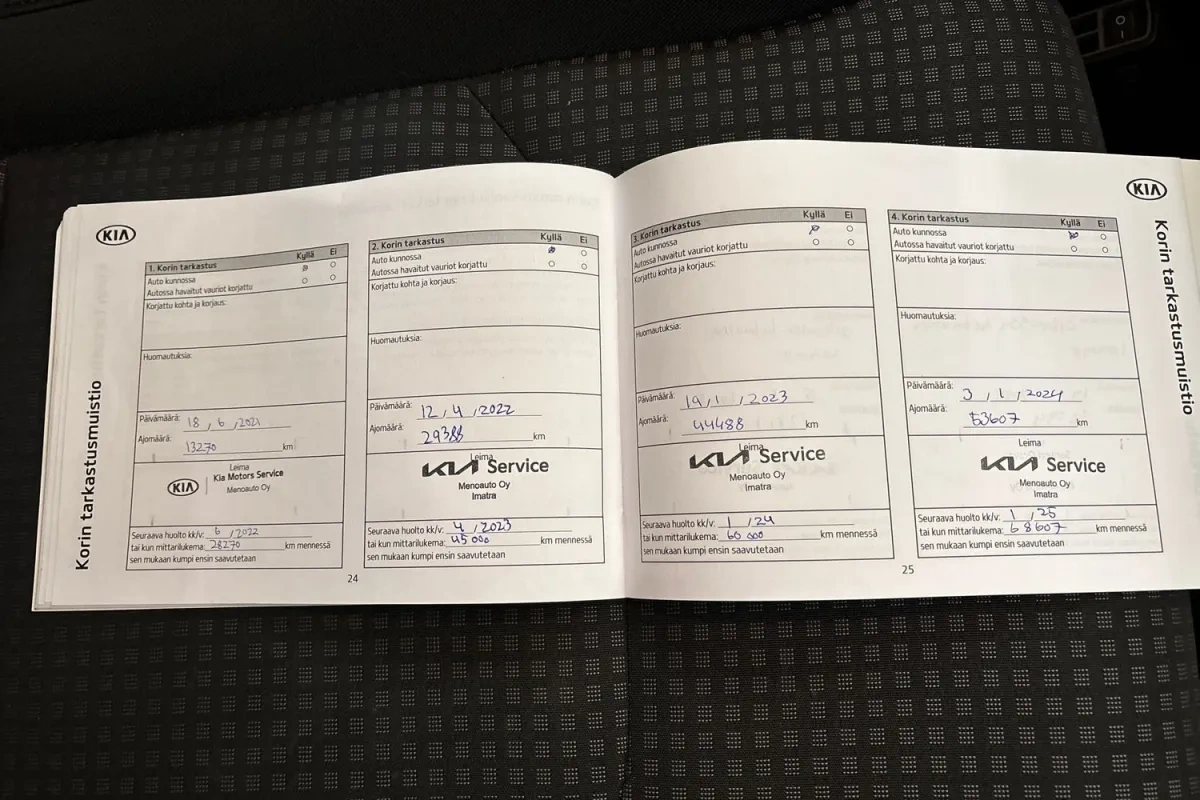 KIA
Korin tarkastusmuistio
1. Korin tarkastus Kyllä Ei
Auto kunnossa
Autossa havaitut vauriot korjattu
Korjattu kohta ja korjaus:
Huomautuksia:
Päivämäärä: 18, 6, 2021
Ajomäärä: 13270 km
Leima
KIA Kia Motors Service
Menoauto Oy
Seuraava huolto kk/v: 6, 2022
tai kun mittarilukema: 28270 km mennessä
sen mukaan kumpi ensin saavutetaan
2. Korin tarkastus Kyllä Ei
Auto kunnossa
Autossa havaitut vauriot korjattu
Korjattu kohta ja korjaus:
Huomautuksia:
Päivämäärä: 12, 4, 2022
Ajomäärä: 29388 km
Leima
KIA Service
Menoauto Oy
Imatra
Seuraava huolto kk/v: 4, 2023
tai kun mittarilukema: 45000 km mennessä
sen mukaan kumpi ensin saavutetaan
24
3. Korin tarkastus Kyllä Ei
Auto kunnossa
Autossa havaitut vauriot korjattu
Korjattu kohta ja korjaus:
Huomautuksia:
Päivämäärä: 19, 1, 2023
Ajomäärä: 44488 km
Leima
KIA Service
Menoauto Oy
Imatra
Seuraava huolto kk/v: 1, 24
tai kun mittarilukema: 60 000 km mennessä
sen mukaan kumpi ensin saavutetaan
4. Korin tarkastus Kyllä Ei
Auto kunnossa
Autossa havaitut vauriot korjattu
Korjattu kohta ja korjaus:
Huomautuksia:
Päivämäärä: 3, 1, 2024
Ajomäärä: 53607 km
Leima
KIA Service
Menoauto Oy
Imatra
Seuraava huolto kk/v: 1, 25
tai kun mittarilukema: 68607 km mennessä
sen mukaan kumpi ensin saavutetaan
25
KIA
Korin tarkastusmuistio